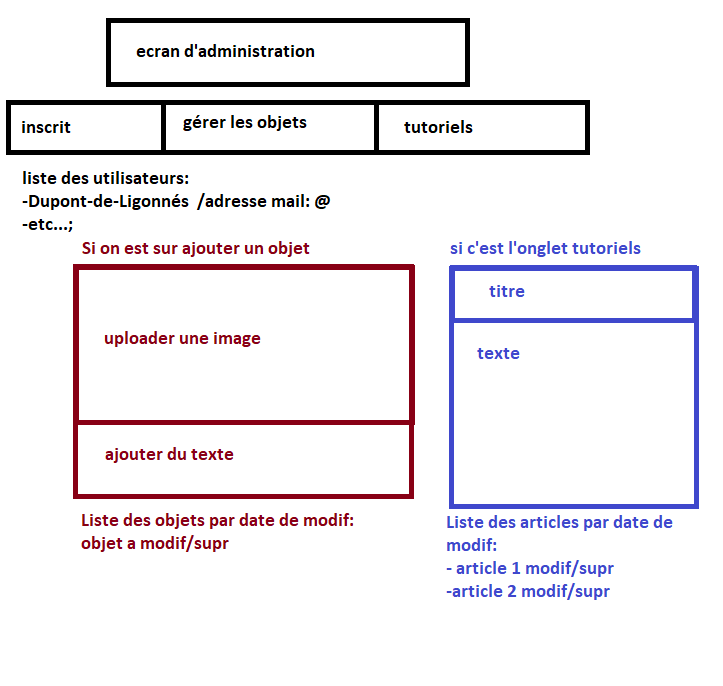 ecran d'administration
inscrit
gérer les objets
tutoriels
liste des utilisateurs:
-Dupont-de-Ligonnés /adresse mail: @
-etc...;
Si on est sur ajouter un objet
uploader une image
ajouter du texte
Liste des objets par date de modif:
objet a modif/supr
si c'est l'onglet tutoriels
titre
texte
Liste des articles par date de
modif:
- article 1 modif/supr
-article 2 modif/supr